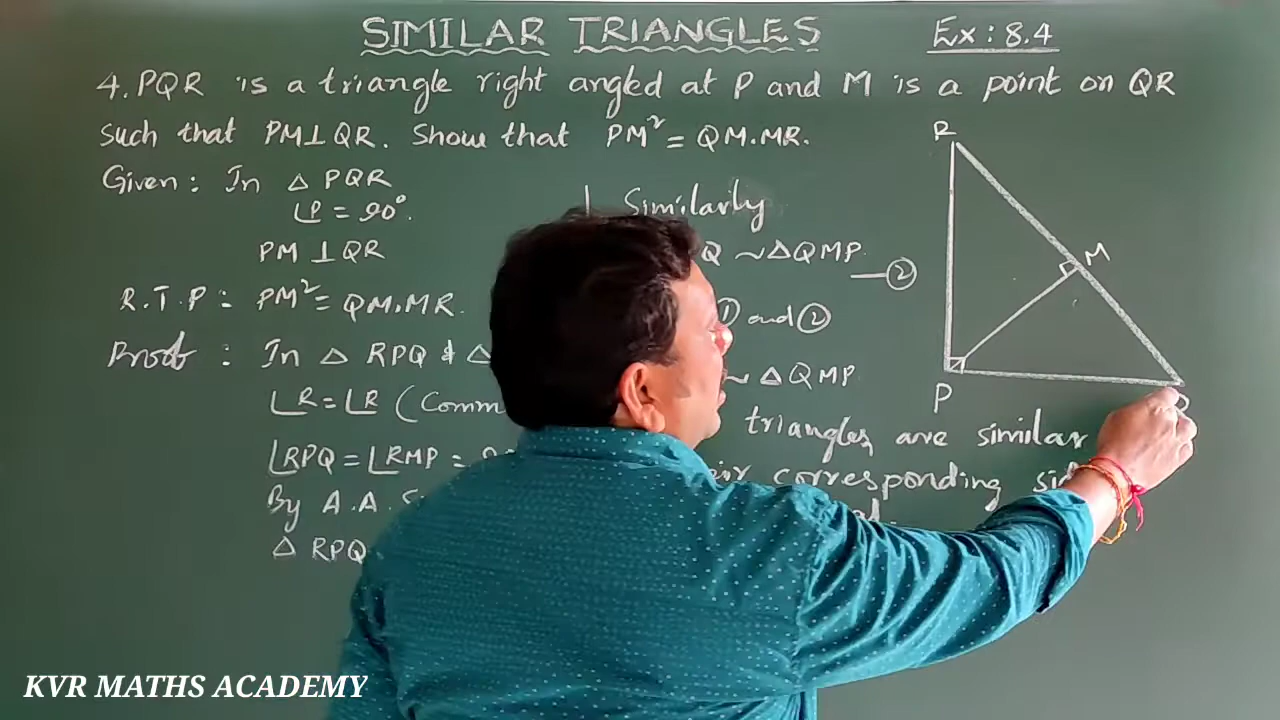 SIMILAR TRIANGLES
Ex: 8.4
4. PQR is a triangle right angled at P and M is a point on QR
such that PM⊥QR. Show that PM² = QM.MR.
Given: In △ PQR
∠P = 90°.
PM ⊥ QR
R.T.P: PM² = QM.MR.
Proof: In △ RPQ & △
∠R = ∠R (Comm
∠RPQ = ∠RMP =
By A.A.
△ RPQ
Similarly
Q ~ △QMP. — ②
① and ②
~ △QMP.
triangles are similar
corresponding
R
M
P
KVR MATHS ACADEMY